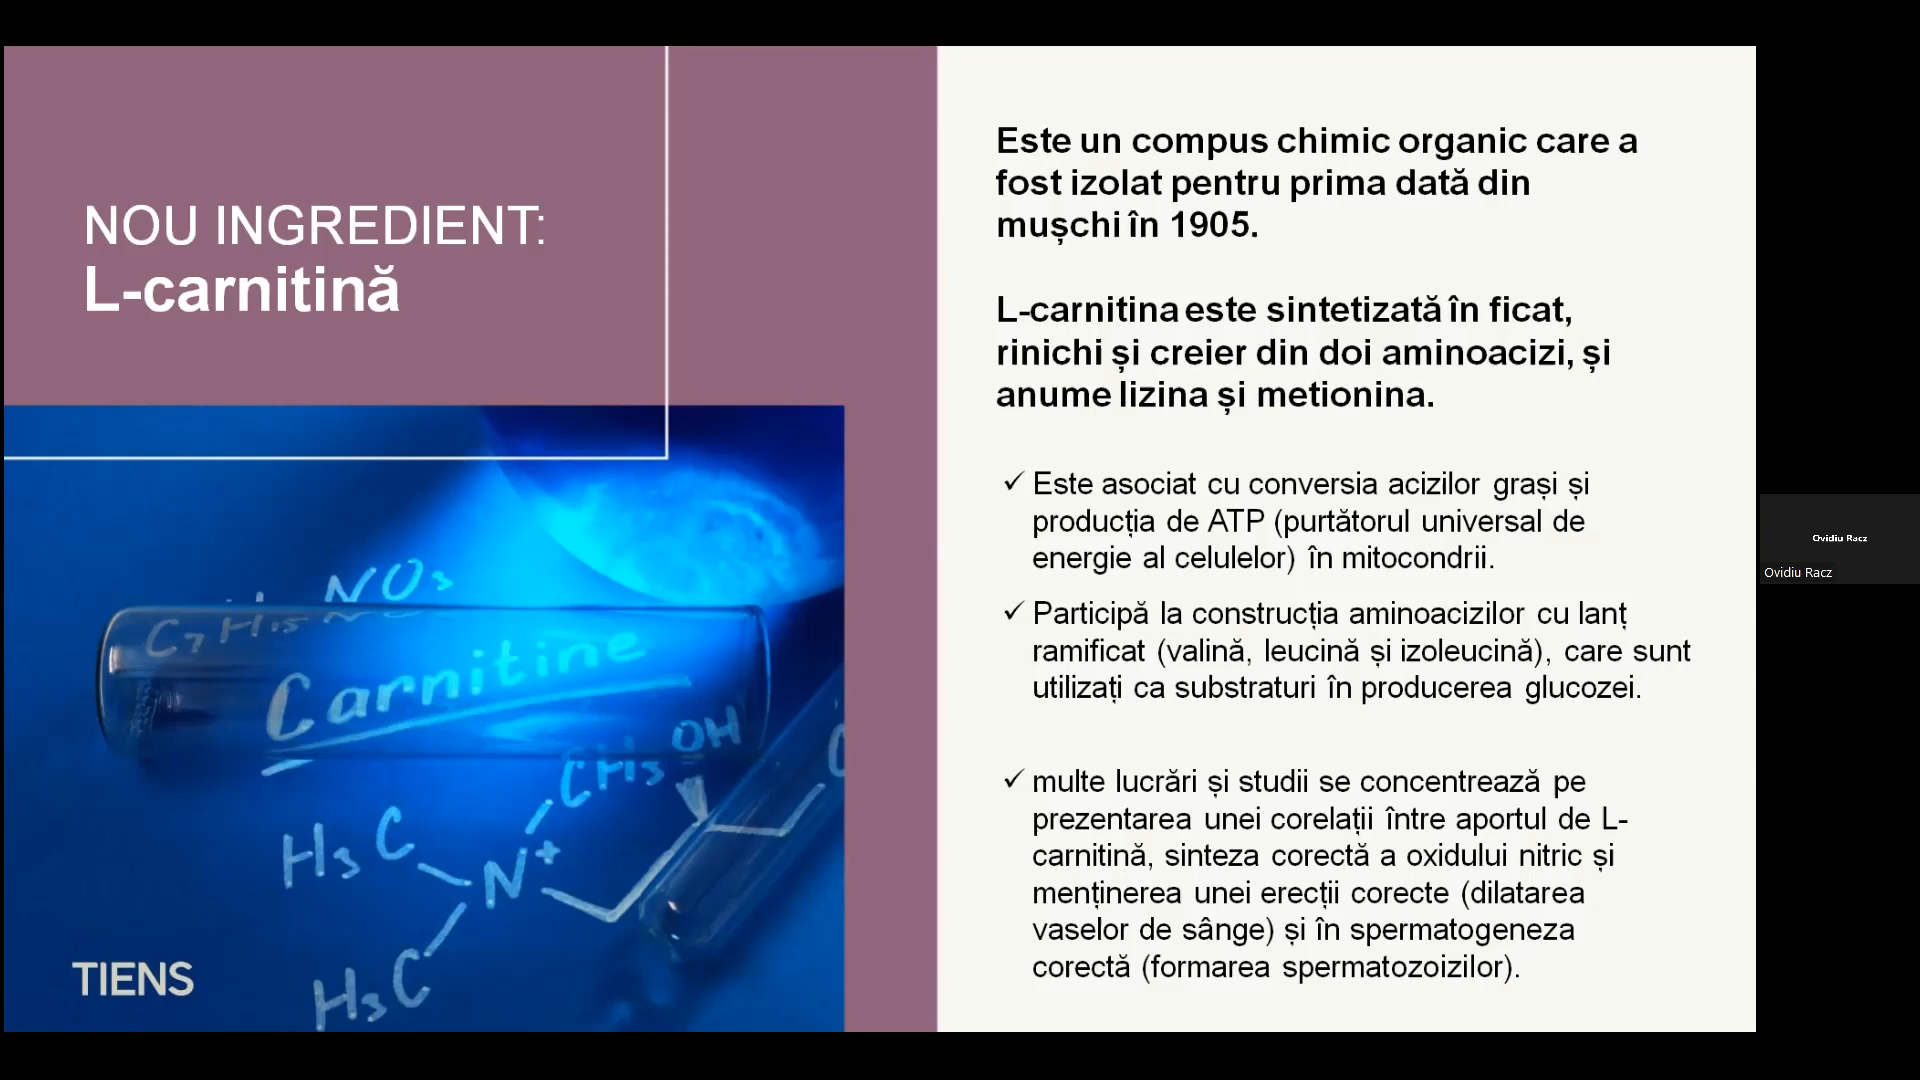 NOU INGREDIENT:
L-carnitină
Este un compus chimic organic care a
fost izolat pentru prima dată din
mușchi în 1905.
L-carnitina este sintetizată în ficat,
rinichi și creier din doi aminoacizi, și
anume lizina și metionina.
✓ Este asociat cu conversia acizilor grași și
producția de ATP (purtătorul universal de
energie al celulelor) în mitocondrii.
✓ Participă la construcția aminoacizilor cu lanț
ramificat (valină, leucină și izoleucină), care sunt
utilizați ca substraturi în producerea glucozei.
✓ multe lucrări și studii se concentrează pe
prezentarea unei corelații între aportul de L-
carnitină, sinteza corectă a oxidului nitric și
menținerea unei erecții corecte (dilatarea
vaselor de sânge) și în spermatogeneza
corectă (formarea spermatozoizilor).
C7H15NO3
Carnitine
CH3 OH
H3C
N+
H3C
TIENS
Ovidiu Racz
Ovidiu Racz